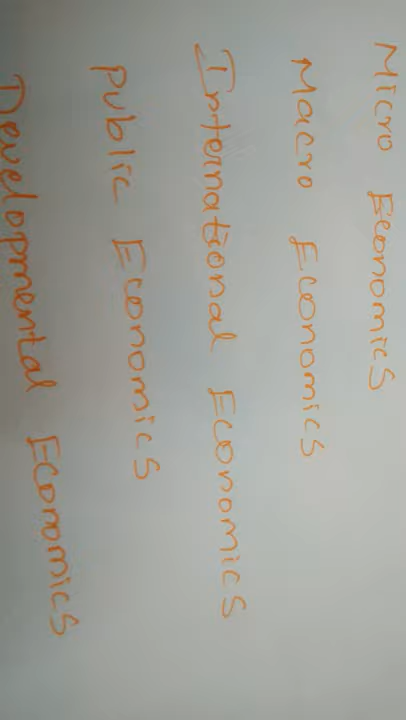 Micro Economics
Macro Economics
International Economics
Public Economics
Developmental Economics